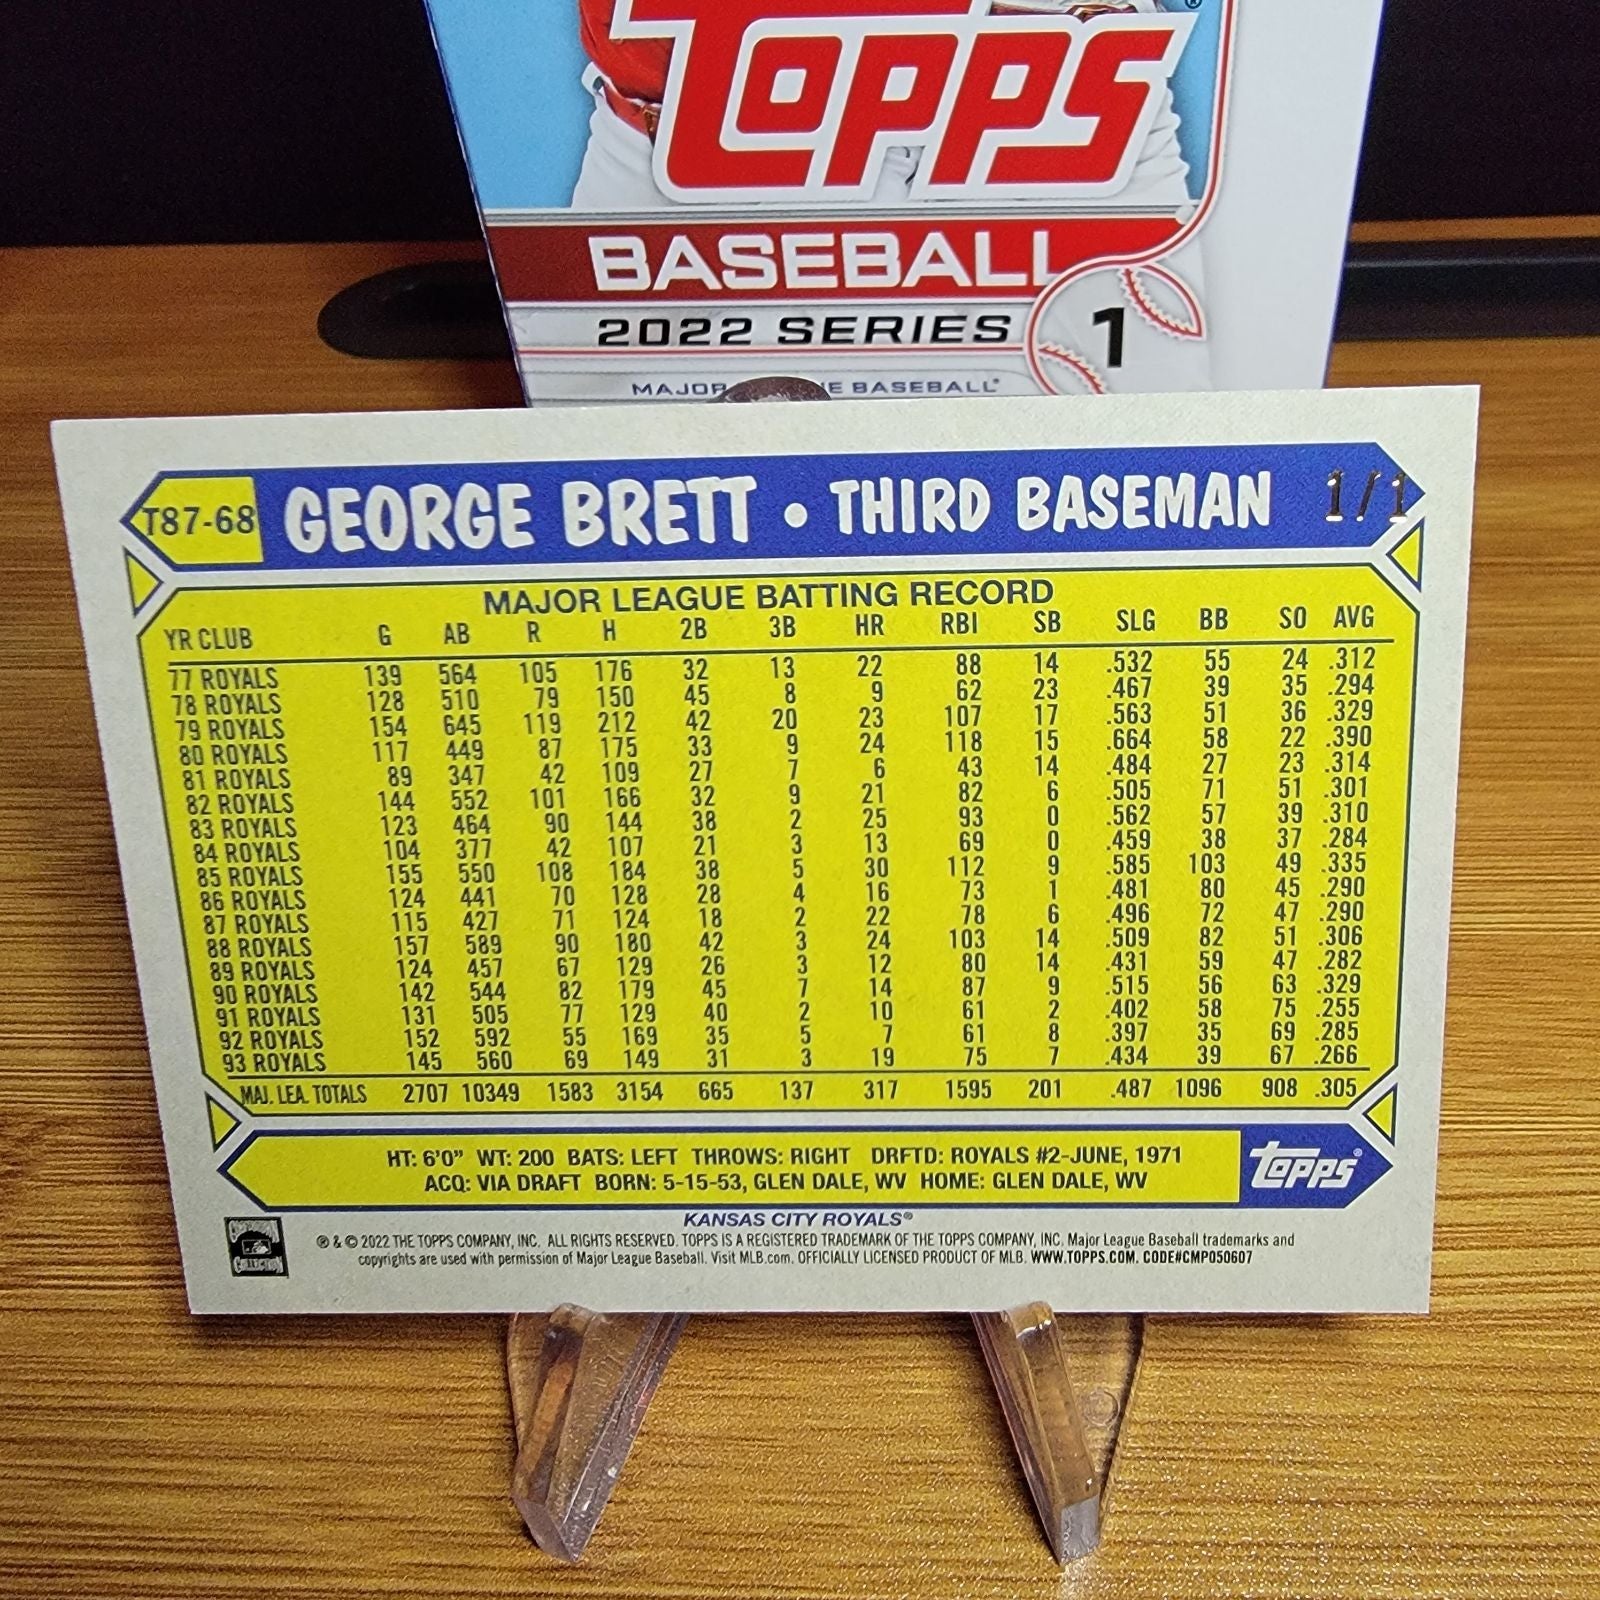 TOPPS®
BASEBALL
2022 SERIES 1
MAJOR E BASEBALL®
T87-68 GEORGE BRETT • THIRD BASEMAN 1/1
MAJOR LEAGUE BATTING RECORD
YR CLUB G AB R H 2B 3B HR RBI SB SLG BB SO AVG
77 ROYALS 139 564 105 176 32 13 22 88 14 .532 55 24 .312
78 ROYALS 128 510 79 150 45 8 9 62 23 .467 39 35 .294
79 ROYALS 154 645 119 212 42 20 23 107 17 .563 51 36 .329
80 ROYALS 117 449 87 175 33 9 24 118 15 .664 58 22 .390
81 ROYALS 89 347 42 109 27 7 6 43 14 .484 27 23 .314
82 ROYALS 144 552 101 166 32 9 21 82 6 .505 71 51 .301
83 ROYALS 123 464 90 144 38 2 25 93 0 .562 57 39 .310
84 ROYALS 104 377 42 107 21 3 13 69 0 .459 38 37 .284
85 ROYALS 155 550 108 184 38 5 30 112 9 .585 103 49 .335
86 ROYALS 124 441 70 128 28 4 16 73 1 .481 80 45 .290
87 ROYALS 115 427 71 124 18 2 22 78 6 .496 72 47 .290
88 ROYALS 157 589 90 180 42 3 24 103 14 .509 82 51 .306
89 ROYALS 124 457 67 129 26 3 12 80 14 .431 59 47 .282
90 ROYALS 142 544 82 179 45 7 14 87 9 .515 56 63 .329
91 ROYALS 131 505 77 129 40 2 10 61 2 .402 58 75 .255
92 ROYALS 152 592 55 169 35 5 7 61 8 .397 35 69 .285
93 ROYALS 145 560 69 149 31 3 19 75 7 .434 39 67 .266
MAJ. LEA. TOTALS 2707 10349 1583 3154 665 137 317 1595 201 .487 1096 908 .305
HT: 6'0" WT: 200 BATS: LEFT THROWS: RIGHT DRFTD: ROYALS #2-JUNE, 1971
ACQ: VIA DRAFT BORN: 5-15-53, GLEN DALE, WV HOME: GLEN DALE, WV
Topps®
KANSAS CITY ROYALS®
® & © 2022 THE TOPPS COMPANY, INC. ALL RIGHTS RESERVED. TOPPS IS A REGISTERED TRADEMARK OF THE TOPPS COMPANY, INC. Major League Baseball trademarks and
copyrights are used with permission of Major League Baseball. Visit MLB.com. OFFICIALLY LICENSED PRODUCT OF MLB. WWW.TOPPS.COM. CODE#CMP050607